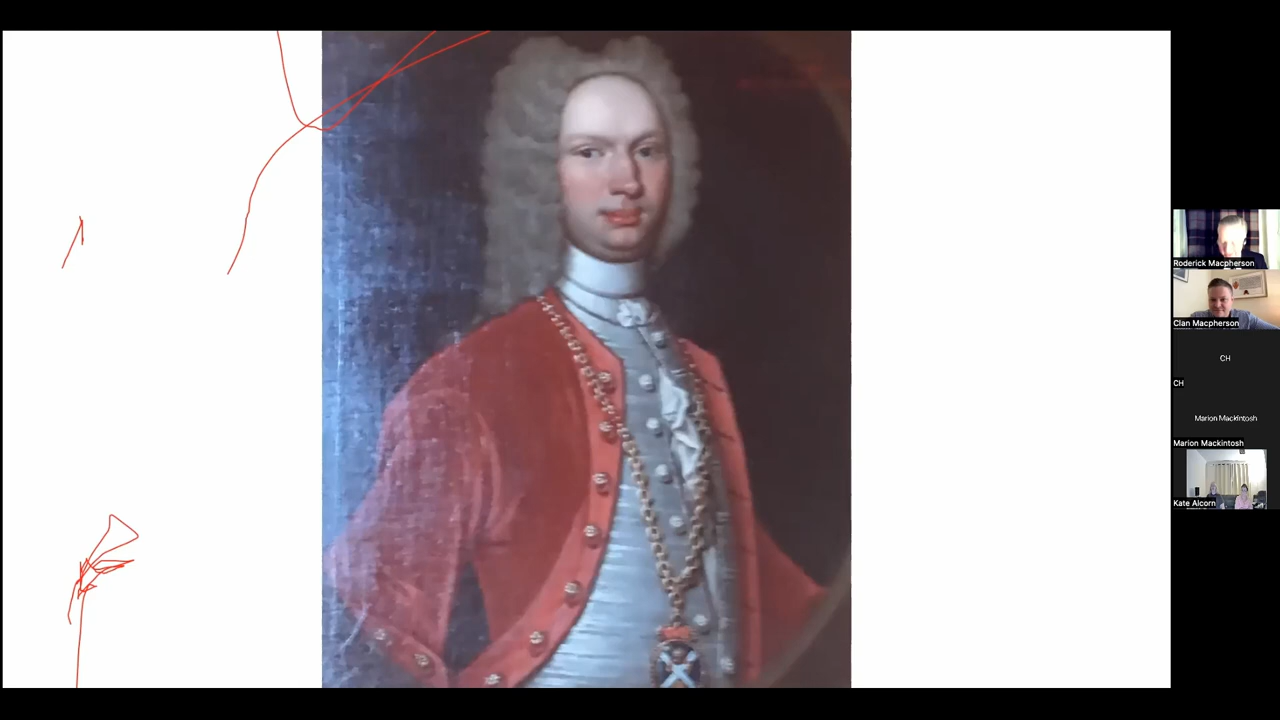 Roderick Macpherson
Clan Macpherson
CH
CH
Marion Mackintosh
Marion Mackintosh
Kate Alcorn